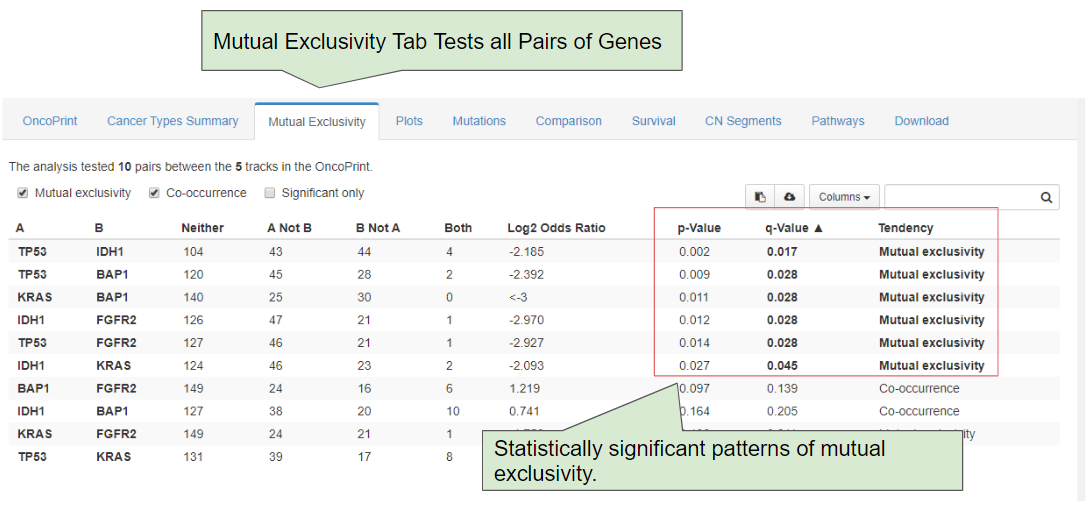 Mutual Exclusivity Tab Tests all Pairs of Genes
OncoPrint Cancer Types Summary Mutual Exclusivity Plots Mutations Comparison Survival CN Segments Pathways Download
The analysis tested 10 pairs between the 5 tracks in the OncoPrint.
Mutual exclusivity Co-occurrence Significant only Columns
A B Neither A Not B B Not A Both Log2 Odds Ratio p-Value q-Value ▲ Tendency
TP53 IDH1 104 43 44 4 -2.185 0.002 0.017 Mutual exclusivity
TP53 BAP1 120 45 28 2 -2.392 0.009 0.028 Mutual exclusivity
KRAS BAP1 140 25 30 0 <-3 0.011 0.028 Mutual exclusivity
IDH1 FGFR2 126 47 21 1 -2.970 0.012 0.028 Mutual exclusivity
TP53 FGFR2 127 46 21 1 -2.927 0.014 0.028 Mutual exclusivity
IDH1 KRAS 124 46 23 2 -2.093 0.027 0.045 Mutual exclusivity
BAP1 FGFR2 149 24 16 6 1.219 0.097 0.139 Co-occurrence
IDH1 BAP1 127 38 20 10 0.741 0.164 0.205 Co-occurrence
KRAS FGFR2 149 24 21 1
TP53 KRAS 131 39 17 8
Statistically significant patterns of mutual
exclusivity.